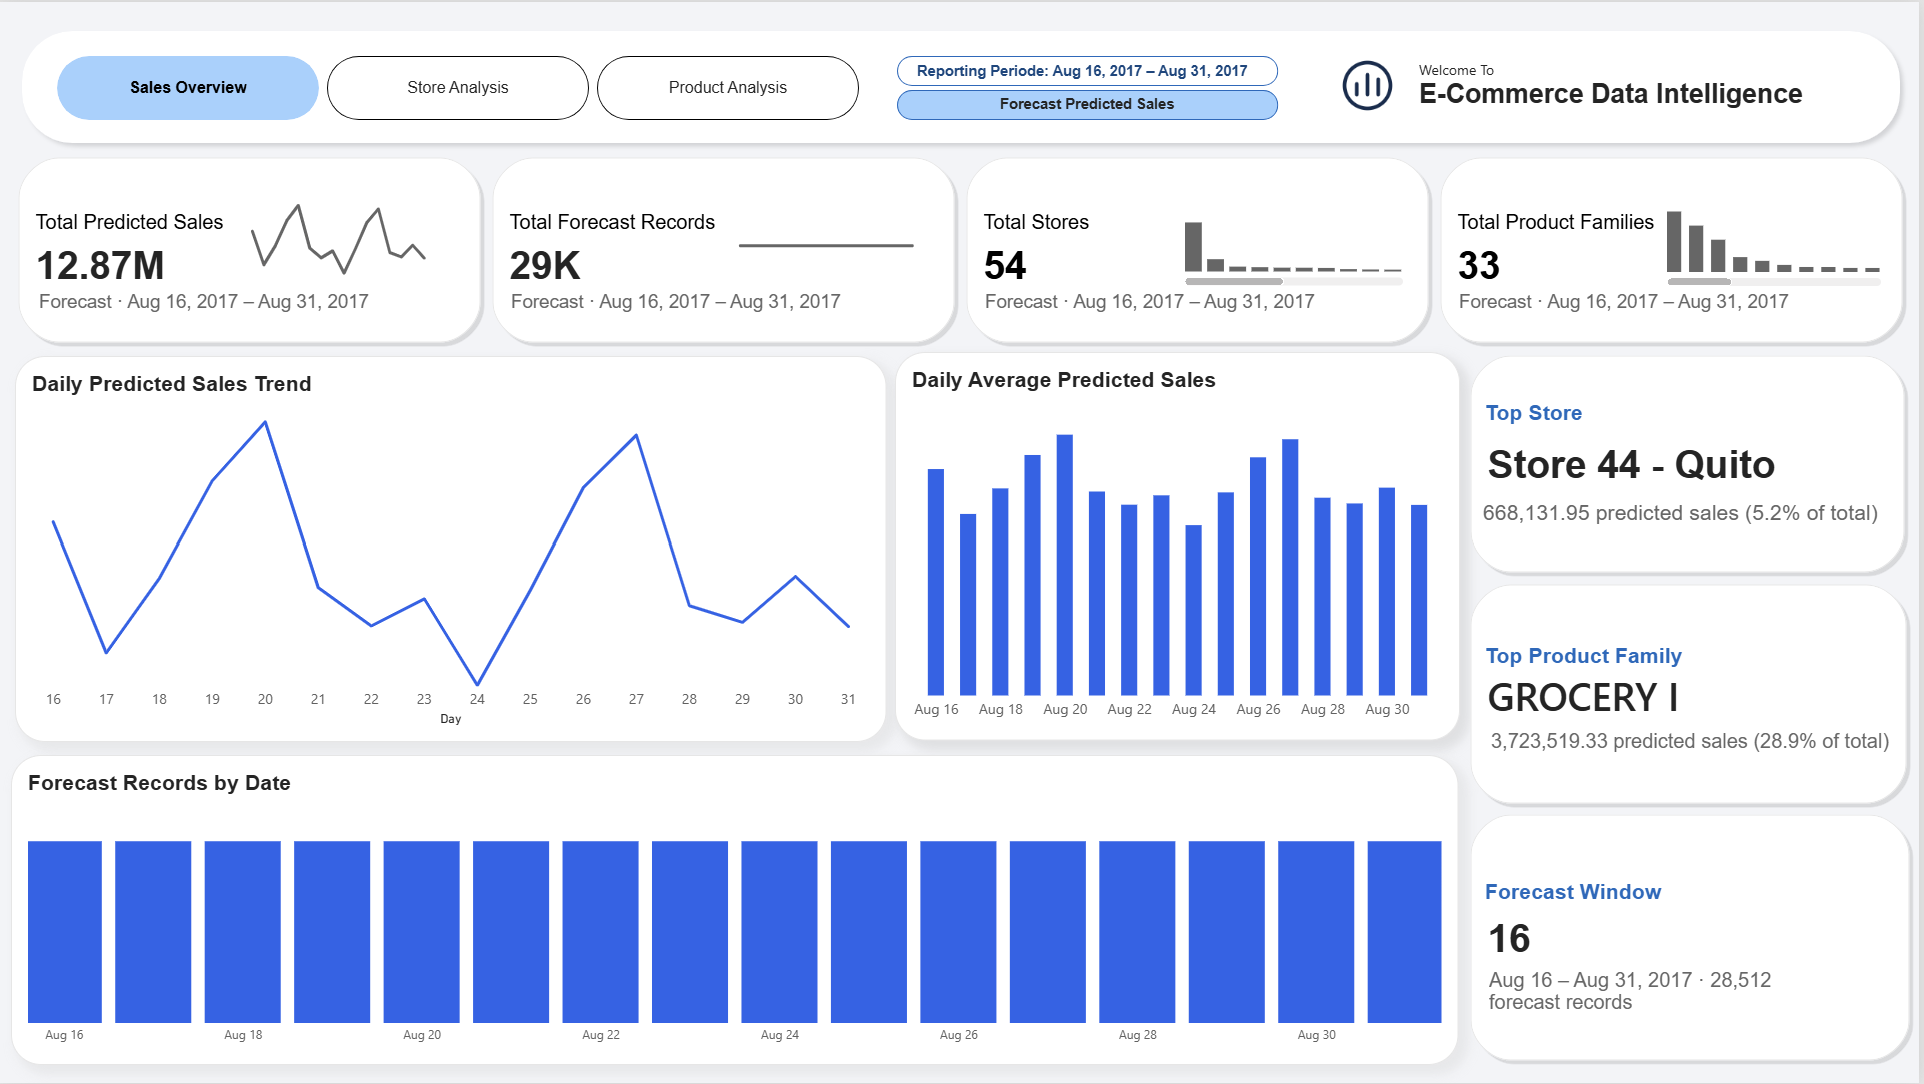 Sales Overview
Store Analysis
Product Analysis
Reporting Periode: Aug 16, 2017 – Aug 31, 2017
Forecast Predicted Sales
Welcome To
E-Commerce Data Intelligence
Total Predicted Sales
12.87M
Forecast · Aug 16, 2017 – Aug 31, 2017
Total Forecast Records
29K
Forecast · Aug 16, 2017 – Aug 31, 2017
Total Stores
54
Forecast · Aug 16, 2017 – Aug 31, 2017
Total Product Families
33
Forecast · Aug 16, 2017 – Aug 31, 2017
Daily Predicted Sales Trend
16 17 18 19 20 21 22 23 24 25 26 27 28 29 30 31
Day
Daily Average Predicted Sales
Aug 16 Aug 18 Aug 20 Aug 22 Aug 24 Aug 26 Aug 28 Aug 30
Top Store
Store 44 - Quito
668,131.95 predicted sales (5.2% of total)
Top Product Family
GROCERY I
3,723,519.33 predicted sales (28.9% of total)
Forecast Records by Date
Aug 16 Aug 18 Aug 20 Aug 22 Aug 24 Aug 26 Aug 28 Aug 30
Forecast Window
16
Aug 16 – Aug 31, 2017 · 28,512
forecast records